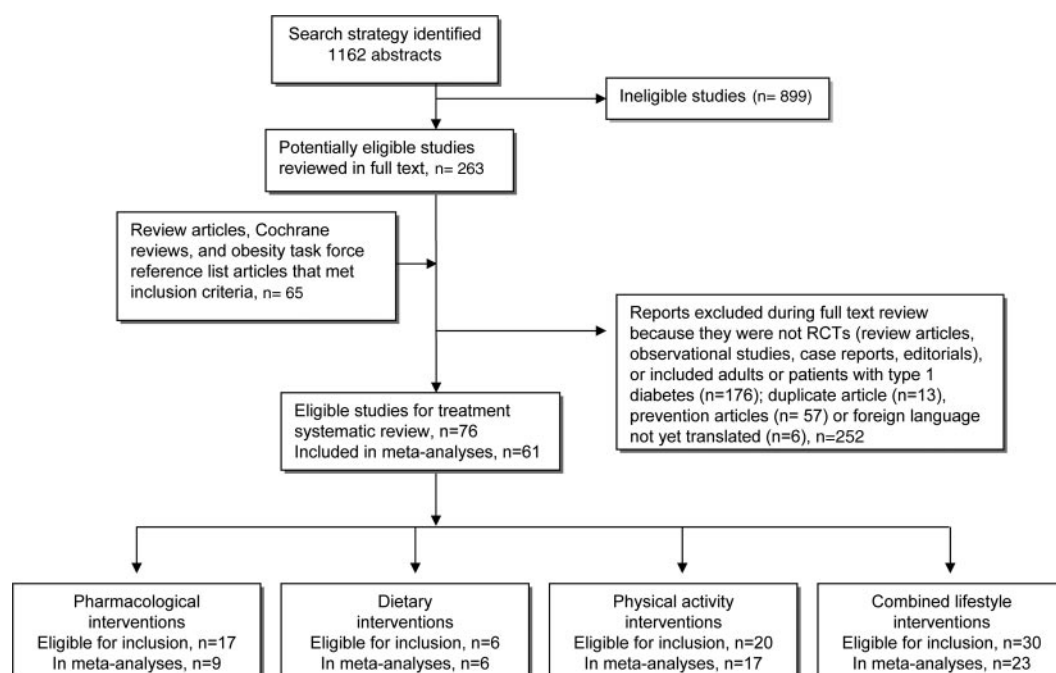 Search strategy identified
1162 abstracts
Ineligible studies (n= 899)
Potentially eligible studies
reviewed in full text, n= 263
Review articles, Cochrane
reviews, and obesity task force
reference list articles that met
inclusion criteria, n= 65
Reports excluded during full text review
because they were not RCTs (review articles,
observational studies, case reports, editorials),
or included adults or patients with type 1
diabetes (n=176); duplicate article (n=13),
prevention articles (n= 57) or foreign language
not yet translated (n=6), n=252
Eligible studies for treatment
systematic review, n=76
Included in meta-analyses, n=61
Pharmacological
interventions
Eligible for inclusion, n=17
In meta-analyses, n=9
Dietary
interventions
Eligible for inclusion, n=6
In meta-analyses, n=6
Physical activity
interventions
Eligible for inclusion, n=20
In meta-analyses, n=17
Combined lifestyle
interventions
Eligible for inclusion, n=30
In meta-analyses, n=23